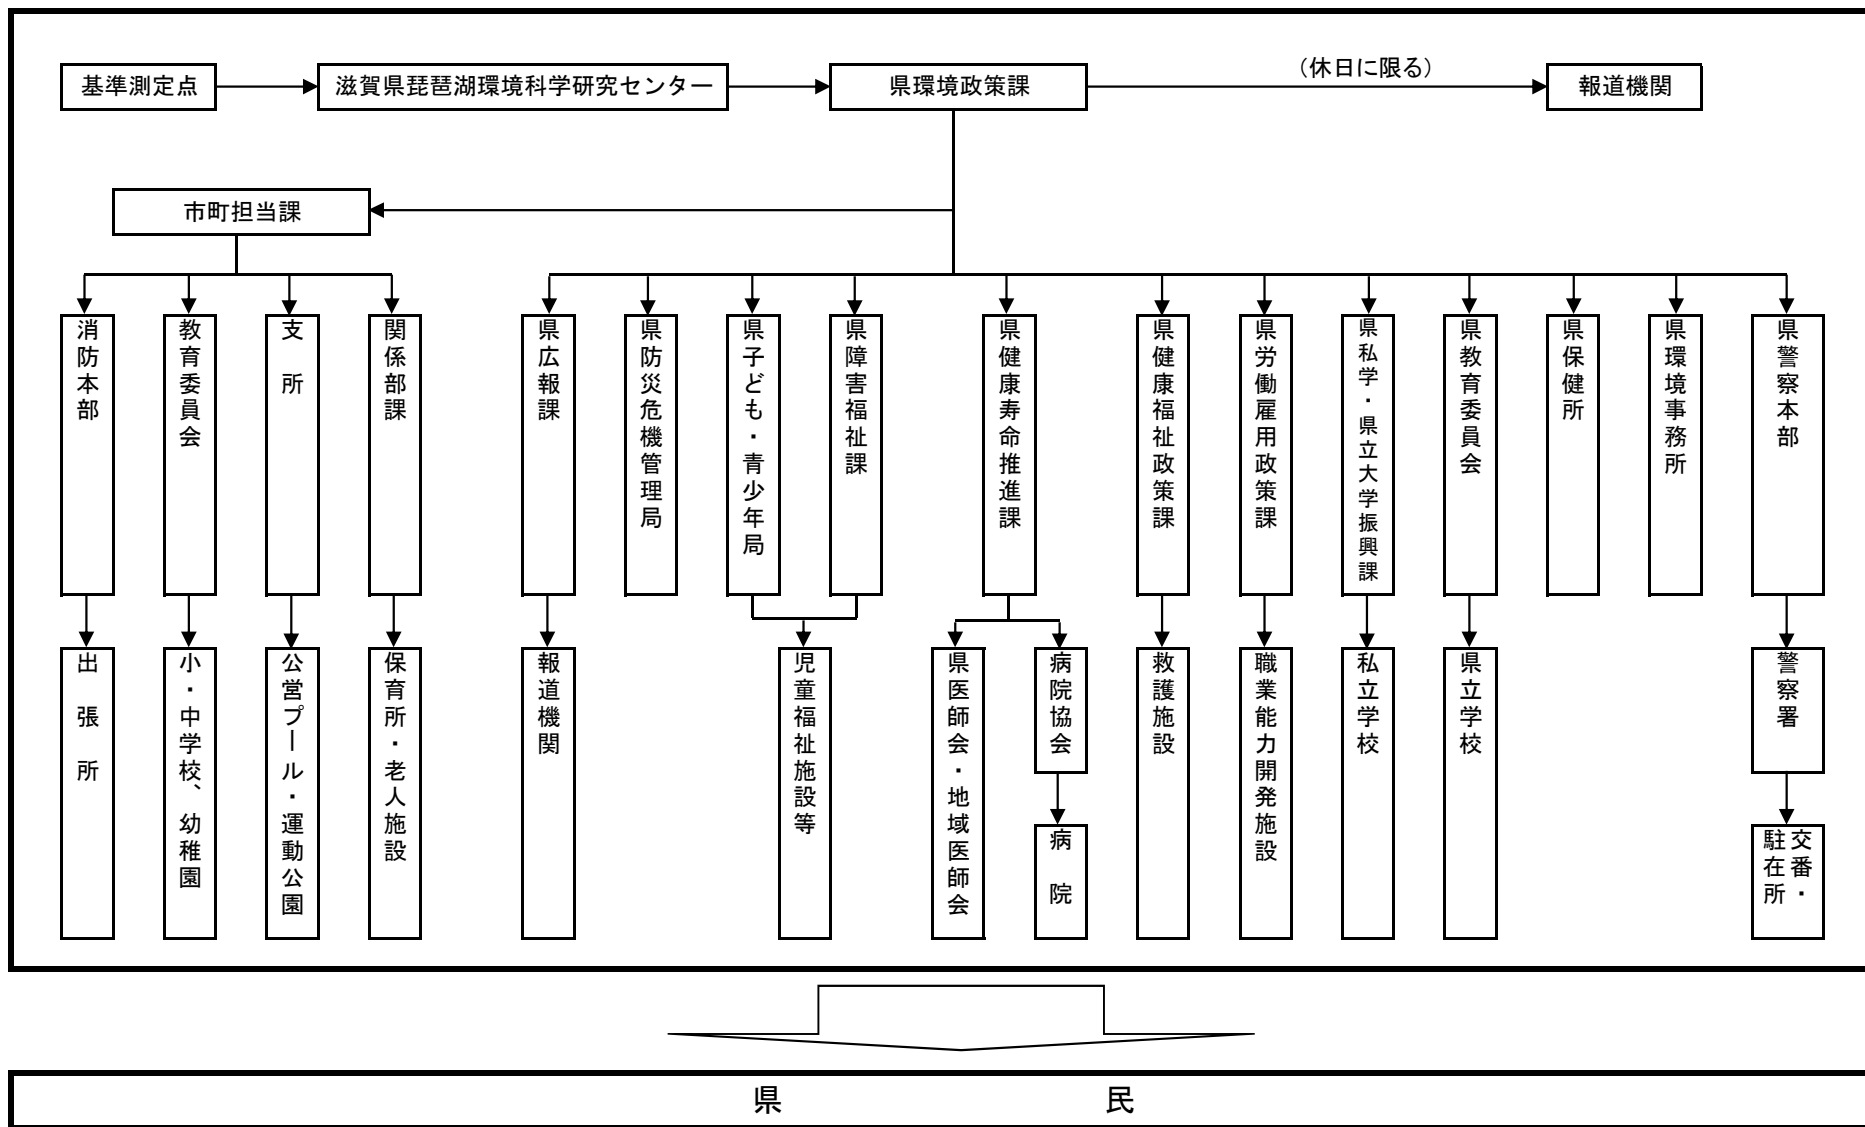 基準測定点
滋賀県琵琶湖環境科学研究センター
県環境政策課
（休日に限る）
報道機関
市町担当課
消防本部
教育委員会
支 所
関係部課
県広報課
県防災危機管理局
県子ども・青少年局
県障害福祉課
県健康寿命推進課
県健康福祉政策課
県労働雇用政策課
県私学・県立大学振興課
県教育委員会
県保健所
県環境事務所
県警察本部
出 張 所
小・中学校、幼稚園
公営プール・運動公園
保育所・老人施設
報道機関
児童福祉施設等
県医師会・地域医師会
病院協会
救護施設
職業能力開発施設
私立学校
県立学校
警察署
病 院
交番・
駐在所
県 民